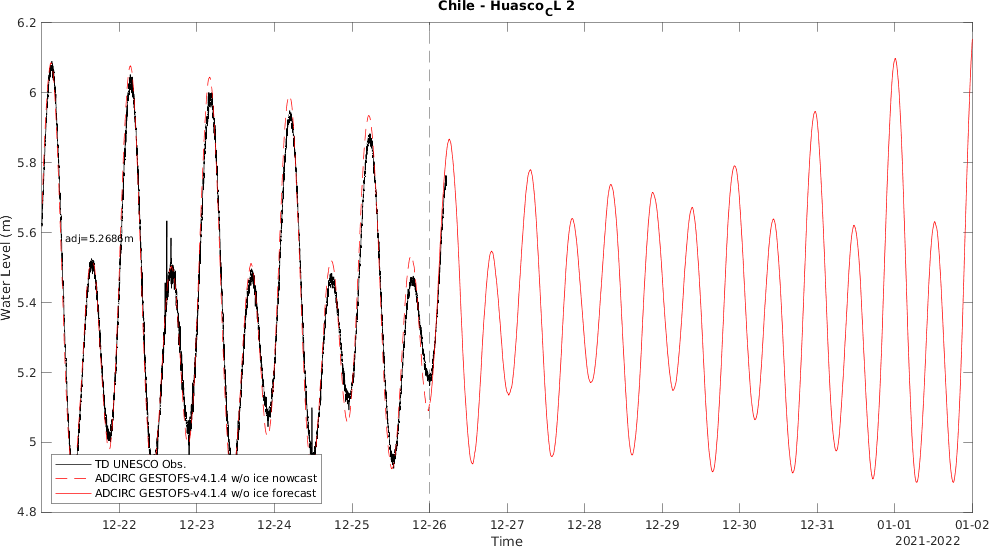 Chile - Huasco_CL 2
6.2
6
5.8
5.6
5.4
5.2
5
4.8
Water Level (m)
adj=5.2686m
TD UNESCO Obs.
ADCIRC GESTOFS-v4.1.4 w/o ice nowcast
ADCIRC GESTOFS-v4.1.4 w/o ice forecast
12-22 12-23 12-24 12-25 12-26 12-27 12-28 12-29 12-30 12-31 01-01 01-02
Time
2021-2022